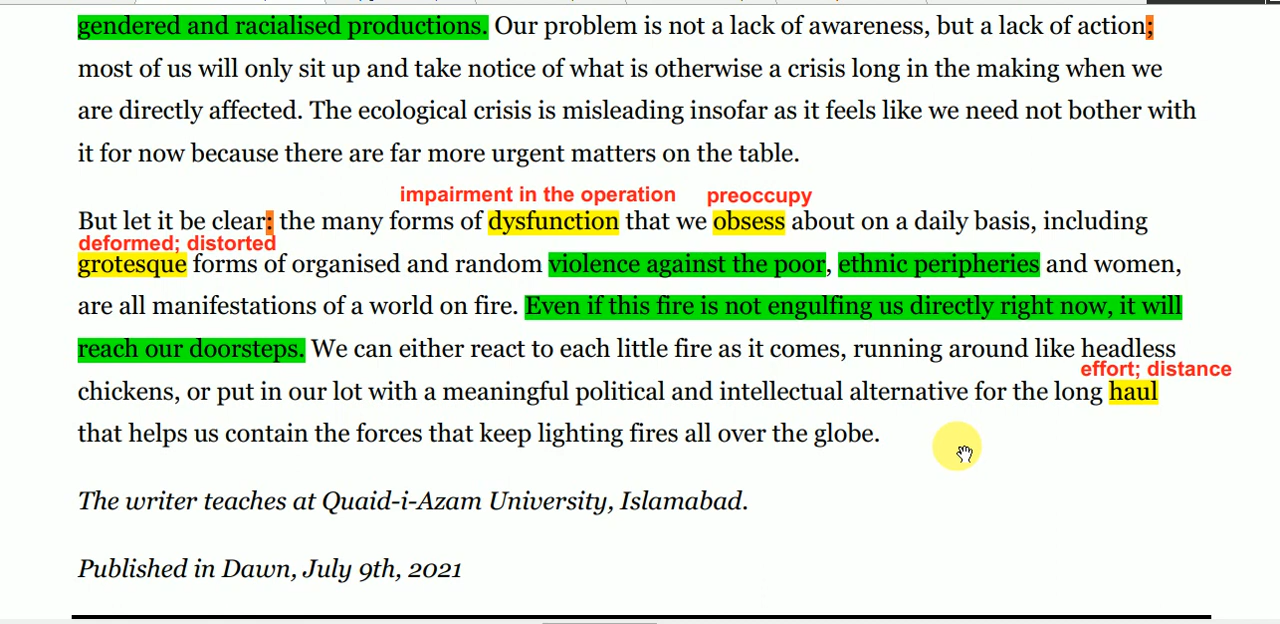 gendered and racialised productions. Our problem is not a lack of awareness, but a lack of action;
most of us will only sit up and take notice of what is otherwise a crisis long in the making when we
are directly affected. The ecological crisis is misleading insofar as it feels like we need not bother with
it for now because there are far more urgent matters on the table.
impairment in the operation preoccupy
But let it be clear: the many forms of dysfunction that we obsess about on a daily basis, including
deformed; distorted
grotesque forms of organised and random violence against the poor, ethnic peripheries and women,
are all manifestations of a world on fire. Even if this fire is not engulfing us directly right now, it will
reach our doorsteps. We can either react to each little fire as it comes, running around like headless
effort; distance
chickens, or put in our lot with a meaningful political and intellectual alternative for the long haul
that helps us contain the forces that keep lighting fires all over the globe.
The writer teaches at Quaid-i-Azam University, Islamabad.
Published in Dawn, July 9th, 2021